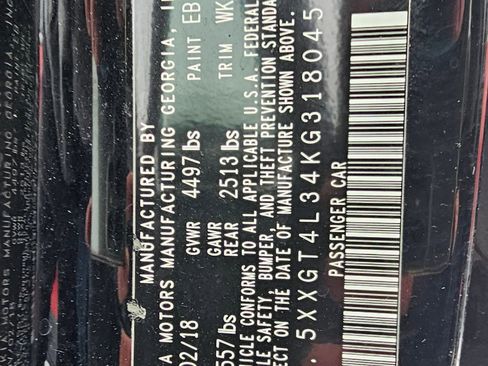 MANUFACTURED BY
A MOTORS MANUFACTURING GEORGIA, I
02/18 GVWR 4497 lbs PAINT EB
557 lbs GAWR REAR 2513 lbs TRIM WK
ICLE CONFORMS TO ALL APPLICABLE U.S.A. FEDERAL
LE SAFETY, BUMPER, AND THEFT PREVENTION STANDA
ECT ON THE DATE OF MANUFACTURE SHOWN ABOVE.
. 5XXGT4L34KG318045
PASSENGER CAR